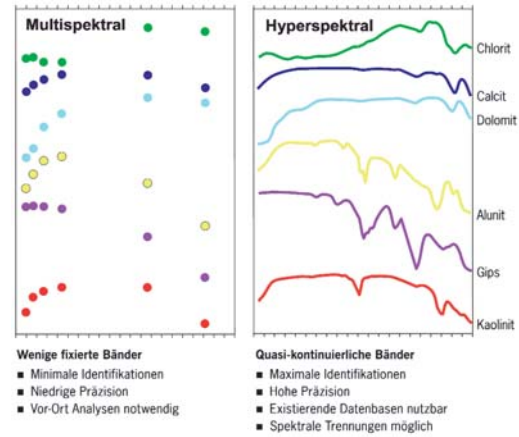 Multispektral
Hyperspektral
Chlorit
Calcit
Dolomit
Alunit
Gips
Kaolinit
Wenige fixierte Bänder
■ Minimale Identifikationen
■ Niedrige Präzision
■ Vor-Ort Analysen notwendig
Quasi-kontinuierliche Bänder
■ Maximale Identifikationen
■ Hohe Präzision
■ Existierende Datenbasen nutzbar
■ Spektrale Trennungen möglich